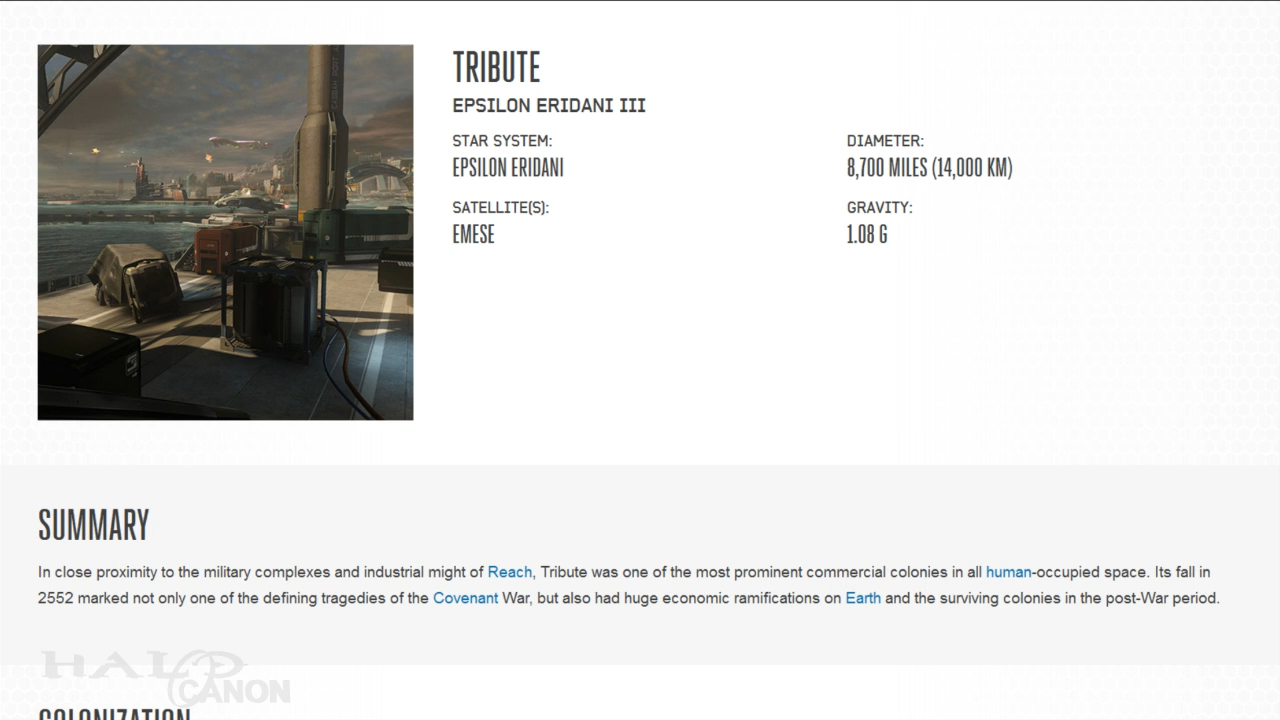 TRIBUTE
EPSILON ERIDANI III
STAR SYSTEM:
EPSILON ERIDANI
DIAMETER:
8,700 MILES (14,000 KM)
SATELLITE(S):
EMESE
GRAVITY:
1.08 G
SUMMARY
In close proximity to the military complexes and industrial might of Reach, Tribute was one of the most prominent commercial colonies in all human-occupied space. Its fall in
2552 marked not only one of the defining tragedies of the Covenant War, but also had huge economic ramifications on Earth and the surviving colonies in the post-War period.
HALO
CANON
COLONIZATION